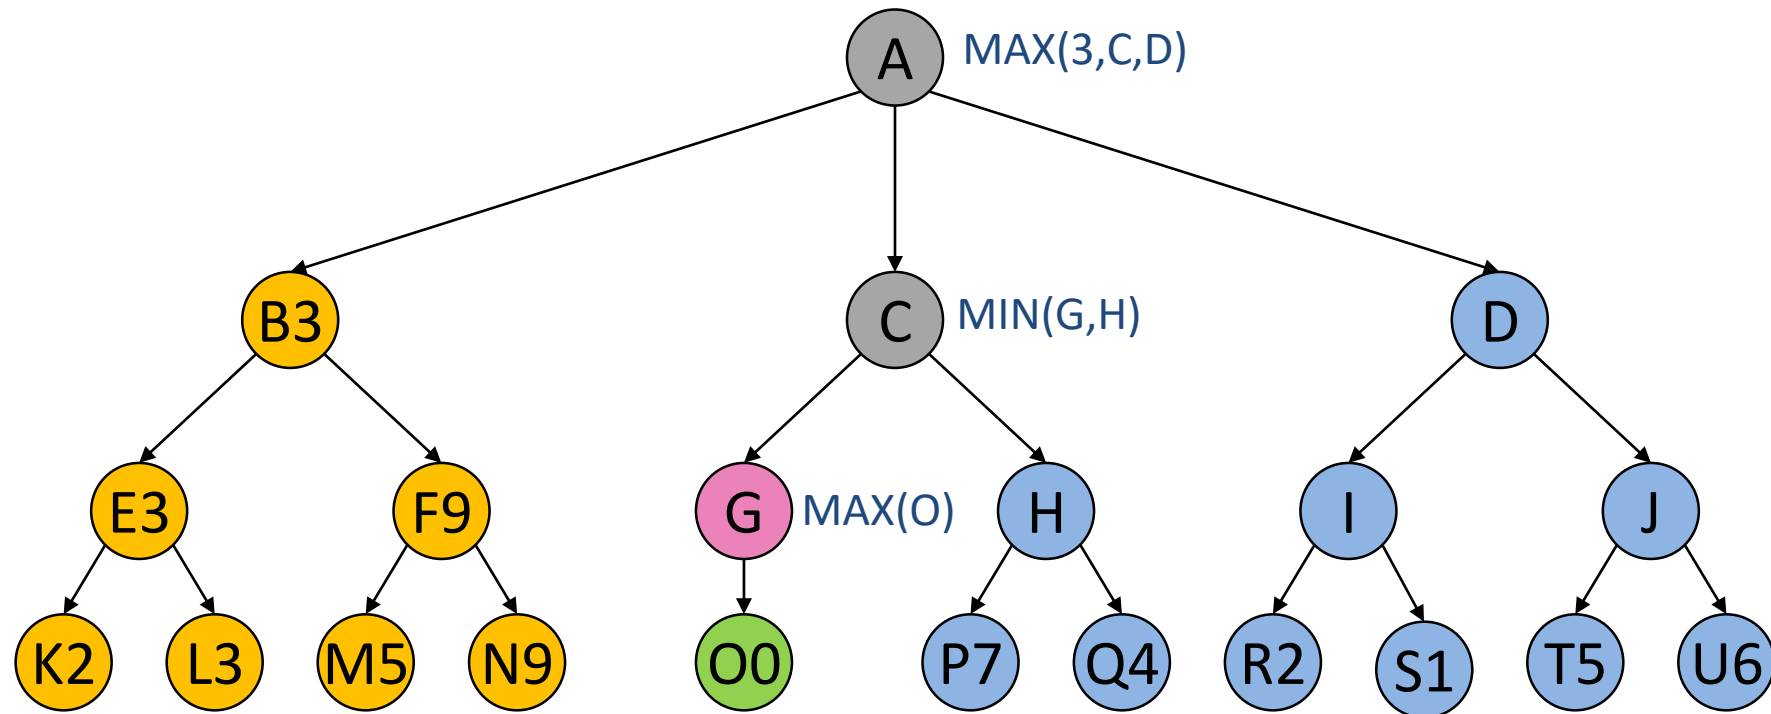 A MAX(3,C,D)
B3 C MIN(G,H) D
E3 F9 G MAX(O) H I J
K2 L3 M5 N9 O0 P7 Q4 R2 S1 T5 U6